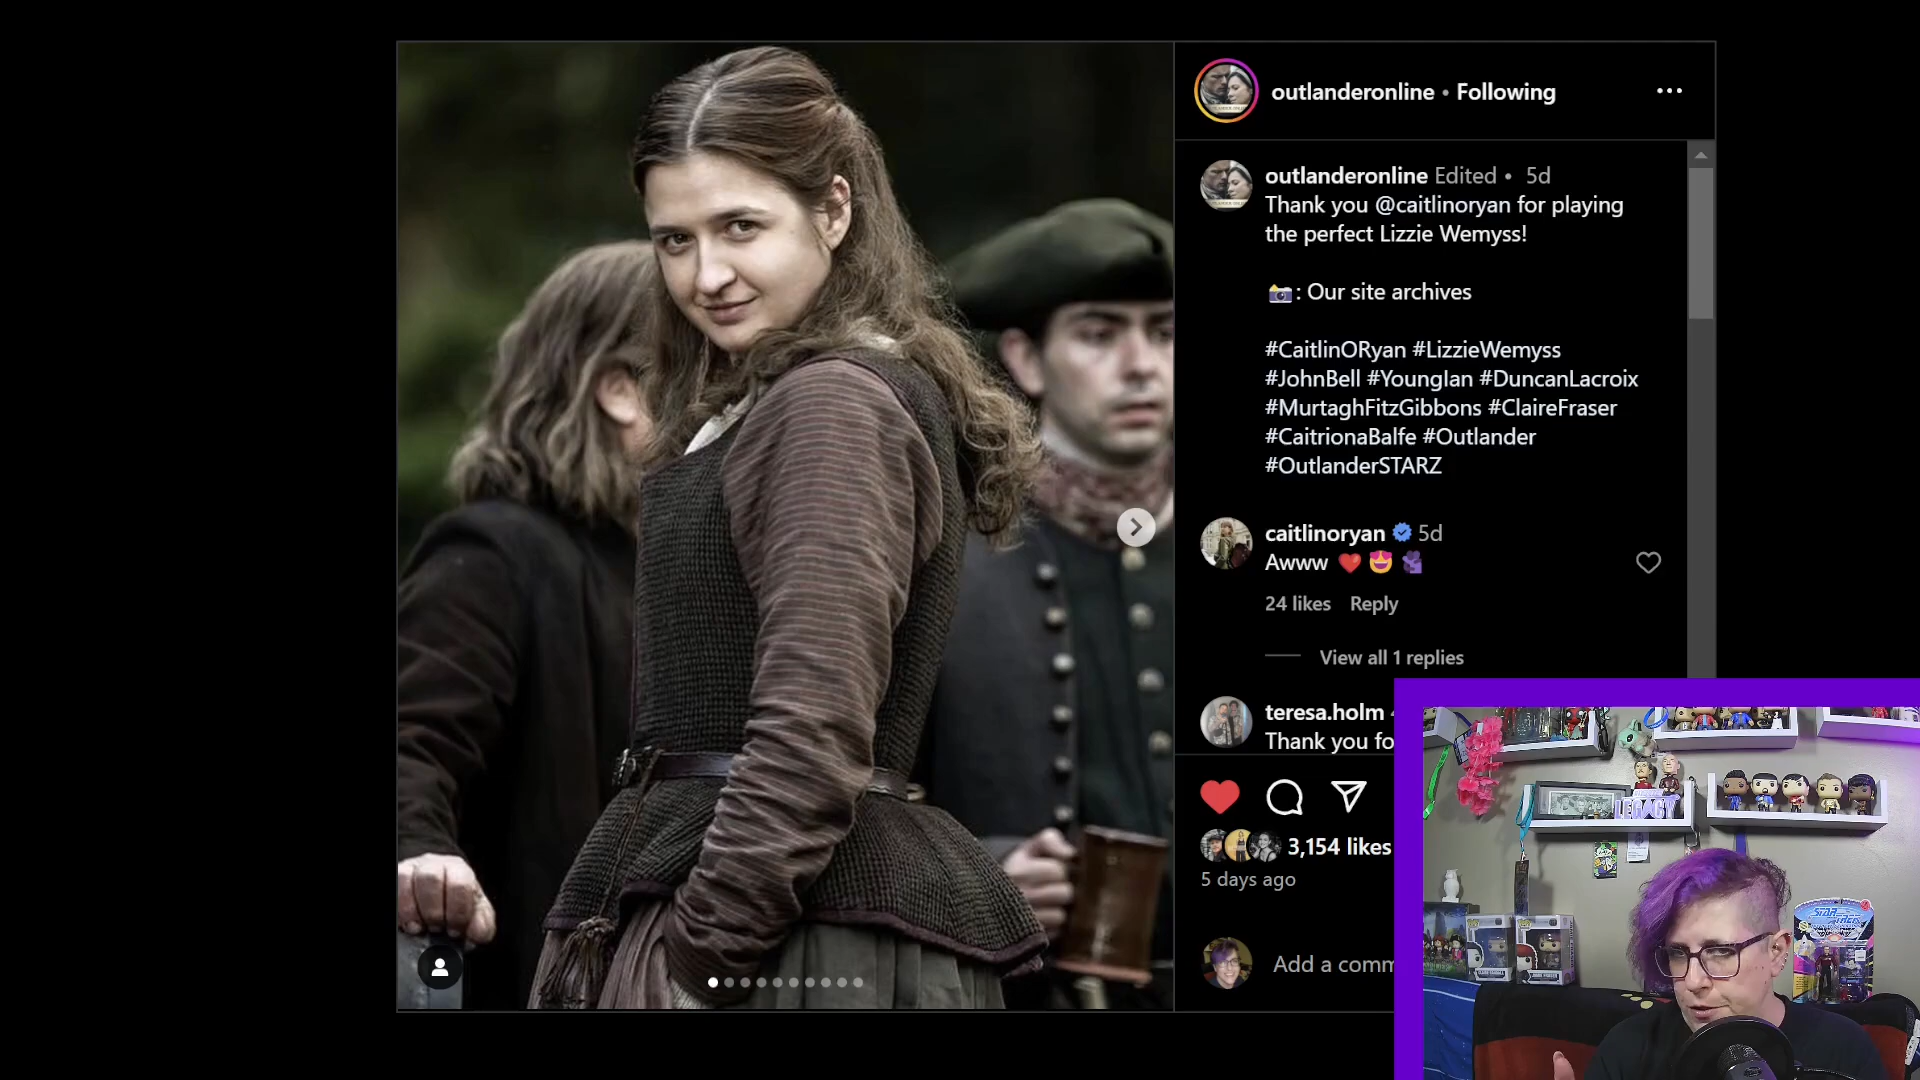 outlanderonline • Following
outlanderonline Edited • 5d
Thank you @caitlinoryan for playing
the perfect Lizzie Wemyss!
: Our site archives
#CaitlinORyan #LizzieWemyss
#JohnBell #YoungIan #DuncanLacroix
#MurtaghFitzGibbons #ClaireFraser
#CaitrionaBalfe #Outlander
#OutlanderSTARZ
caitlinoryan 5d
Awww
24 likes Reply
View all 1 replies
teresa.holm
Thank you fo
3,154 likes
5 days ago
Add a comm
LEGACY
STAR TREK